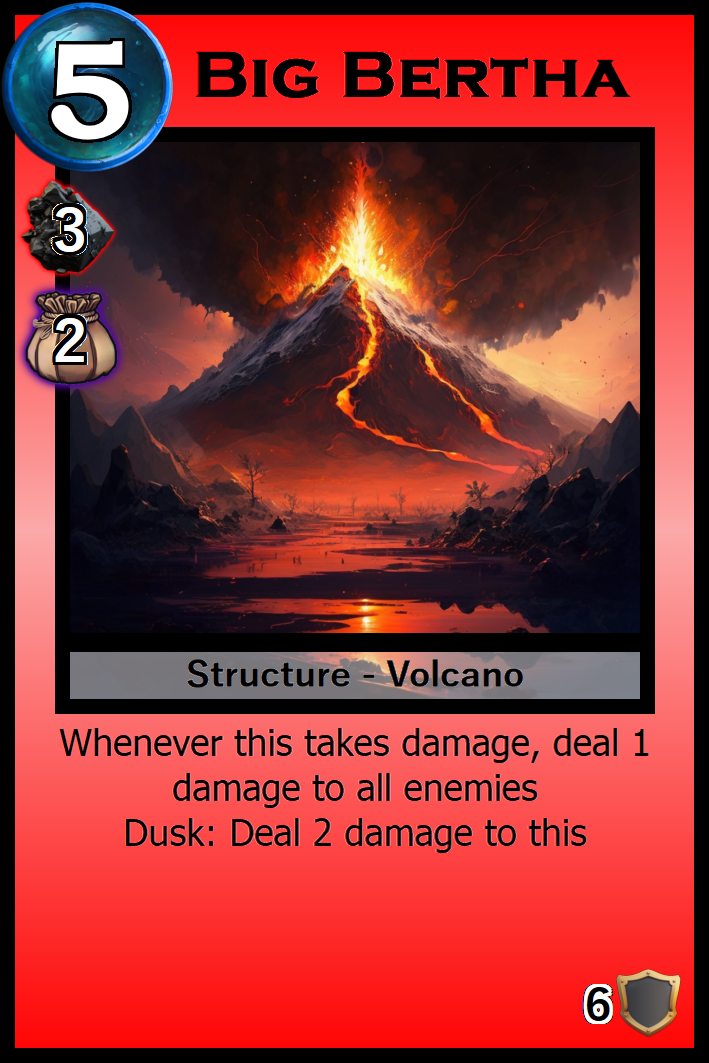 5
Big Bertha
3
2
Structure - Volcano
Whenever this takes damage, deal 1
damage to all enemies
Dusk: Deal 2 damage to this
6